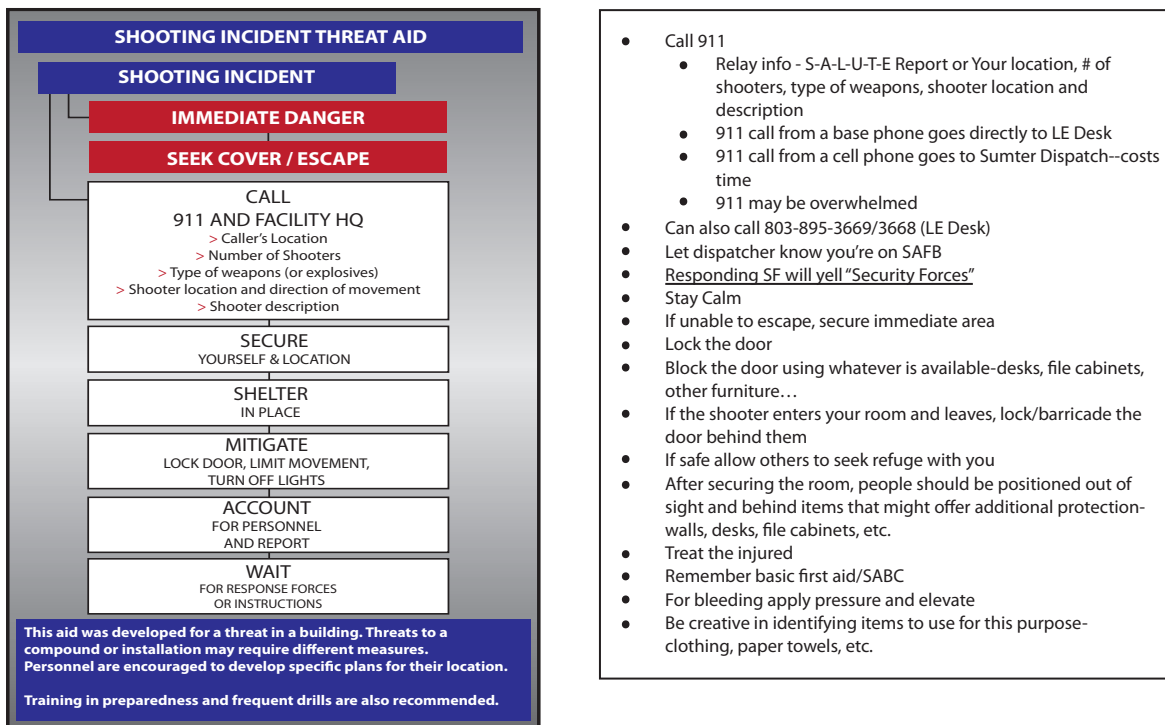 SHOOTING INCIDENT THREAT AID
SHOOTING INCIDENT
IMMEDIATE DANGER
SEEK COVER / ESCAPE
CALL
911 AND FACILITY HQ
> Caller's Location
> Number of Shooters
> Type of weapons (or explosives)
> Shooter location and direction of movement
> Shooter description
SECURE
YOURSELF & LOCATION
SHELTER
IN PLACE
MITIGATE
LOCK DOOR, LIMIT MOVEMENT,
TURN OFF LIGHTS
ACCOUNT
FOR PERSONNEL
AND REPORT
WAIT
FOR RESPONSE FORCES
OR INSTRUCTIONS
This aid was developed for a threat in a building. Threats to a
compound or installation may require different measures.
Personnel are encouraged to develop specific plans for their location.
Training in preparedness and frequent drills are also recommended.
• Call 911
• Relay info - S-A-L-U-T-E Report or Your location, # of
shooters, type of weapons, shooter location and
description
• 911 call from a base phone goes directly to LE Desk
• 911 call from a cell phone goes to Sumter Dispatch--costs
time
• 911 may be overwhelmed
• Can also call 803-895-3669/3668 (LE Desk)
• Let dispatcher know you're on SAFB
• Responding SF will yell "Security Forces"
• Stay Calm
• If unable to escape, secure immediate area
• Lock the door
• Block the door using whatever is available-desks, file cabinets,
other furniture…
• If the shooter enters your room and leaves, lock/barricade the
door behind them
• If safe allow others to seek refuge with you
• After securing the room, people should be positioned out of
sight and behind items that might offer additional protection-
walls, desks, file cabinets, etc.
• Treat the injured
• Remember basic first aid/SABC
• For bleeding apply pressure and elevate
• Be creative in identifying items to use for this purpose-
clothing, paper towels, etc.